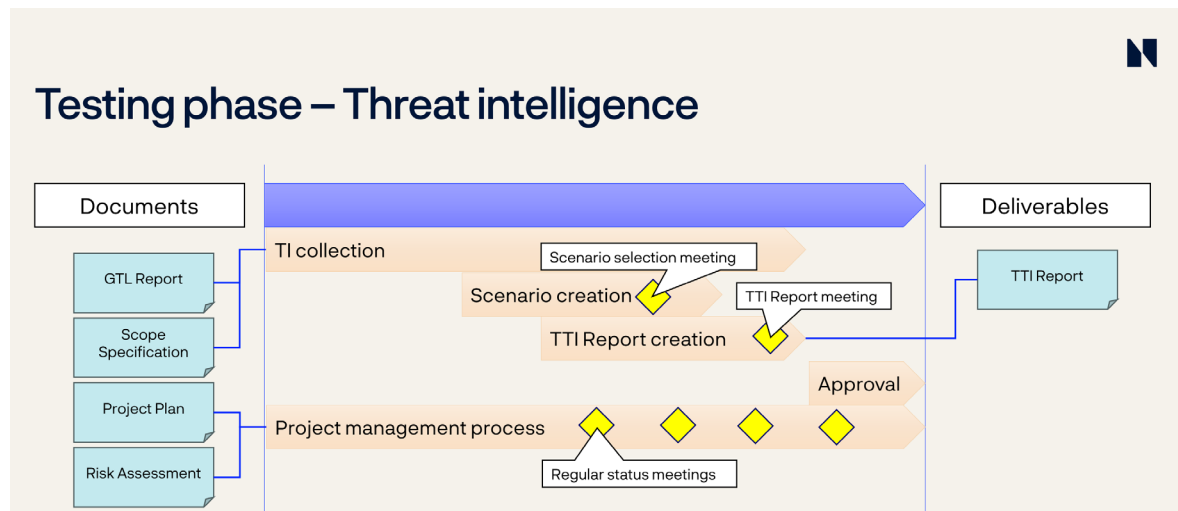 Testing phase – Threat intelligence
Documents
Deliverables
GTL Report
Scope
Specification
Project Plan
Risk Assessment
TI collection
Scenario selection meeting
Scenario creation
TTI Report meeting
TTI Report creation
Approval
Project management process
Regular status meetings
TTI Report